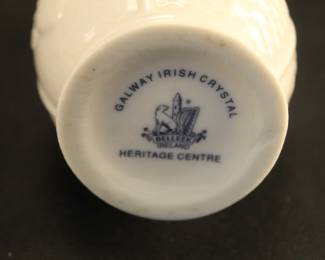 GALWAY IRISH CRYSTAL
BELLEEK
IRELAND
HERITAGE CENTRE